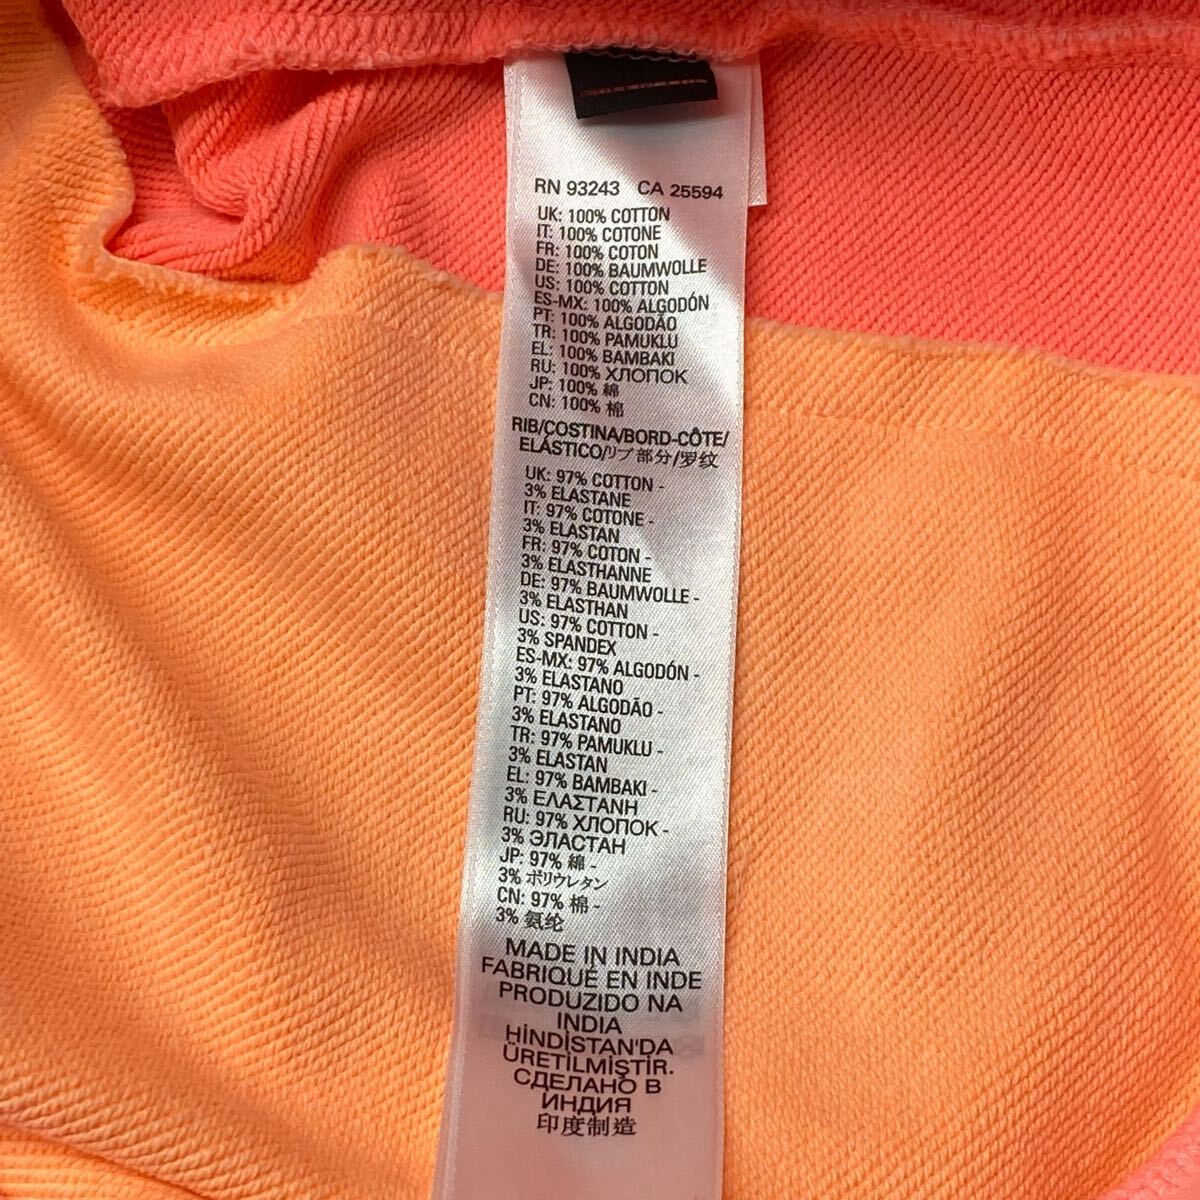 RN 93243 CA 25594
UK: 100% COTTON
IT: 100% COTONE
FR: 100% COTON
DE: 100% BAUMWOLLE
US: 100% COTTON
ES-MX: 100% ALGODÓN
PT: 100% ALGODÃO
TR: 100% PAMUKLU
EL: 100% BAMBAKI
RU: 100% ХЛОПОК
JP: 100% 綿
CN: 100% 棉
RIB/COSTINA/BORD-CÔTE/
ELÁSTICO/リブ部分/罗纹
UK: 97% COTTON -
3% ELASTANE
IT: 97% COTONE -
3% ELASTAN
FR: 97% COTON -
3% ELASTHANNE
DE: 97% BAUMWOLLE -
3% ELASTHAN
US: 97% COTTON -
3% SPANDEX
ES-MX: 97% ALGODÓN -
3% ELASTANO
PT: 97% ALGODÃO -
3% ELASTANO
TR: 97% PAMUKLU -
3% ELASTAN
EL: 97% BAMBAKI -
3% ΕΛΑΣΤΑΝΗ
RU: 97% ХЛОПОК -
3% ЭЛАСТАН
JP: 97% 綿 -
3% ポリウレタン
CN: 97% 棉 -
3% 氨纶
MADE IN INDIA
FABRIQUÉ EN INDE
PRODUZIDO NA
INDIA
HİNDİSTAN'DA
ÜRETİLMİŞTİR.
СДЕЛАНО В
ИНДИЯ
印度制造